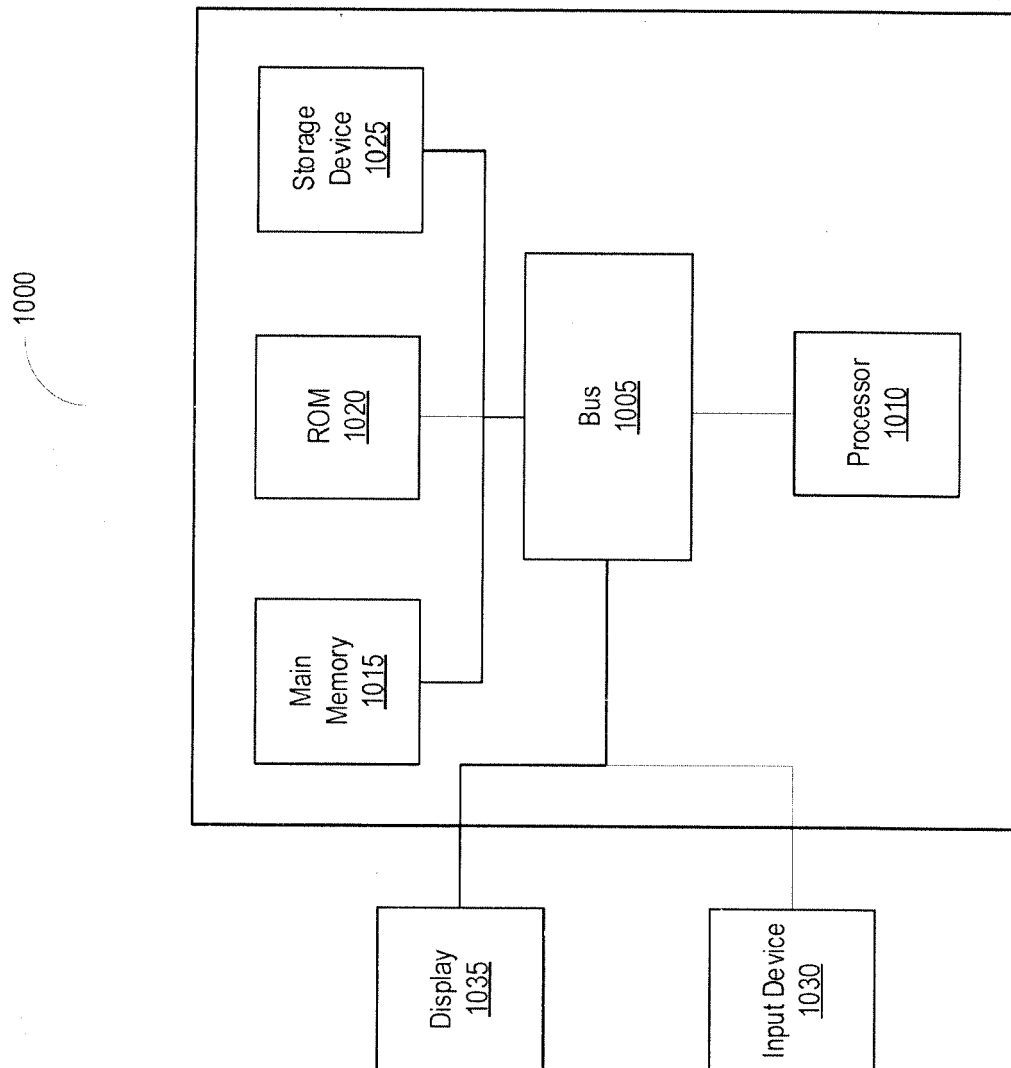 1000
Storage
Device
1025
ROM
1020
Main
Memory
1015
Bus
1005
Processor
1010
Display
1035
Input Device
1030